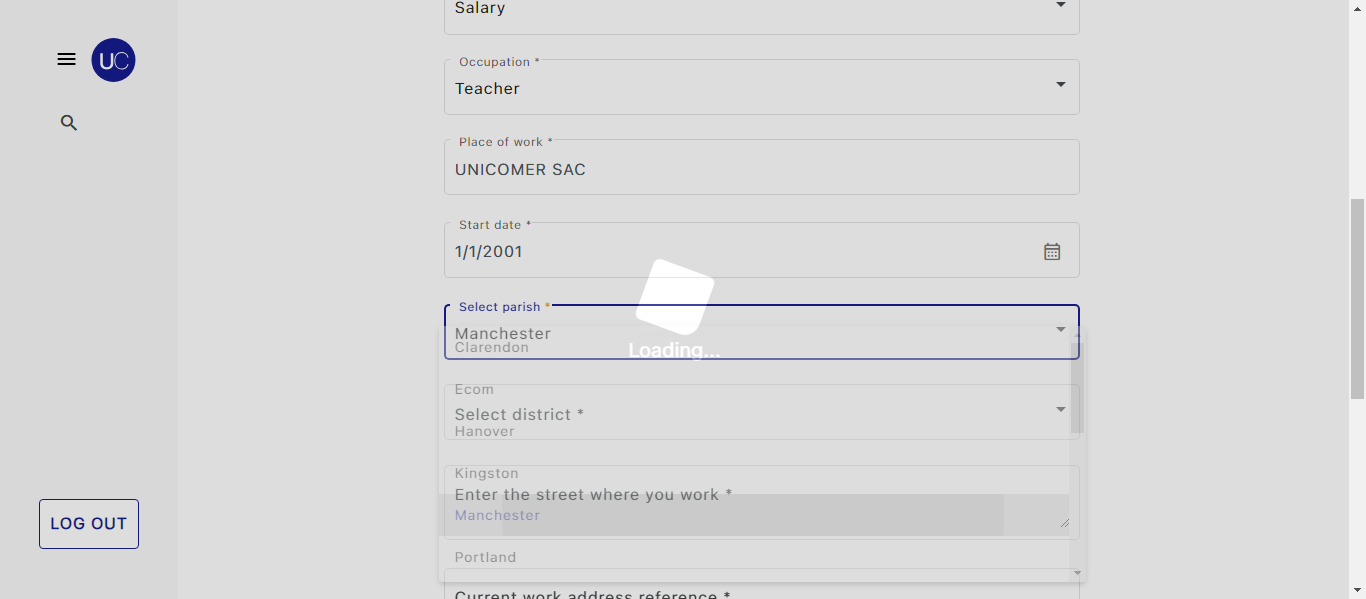 Salary
UC
Occupation *
Teacher
Place of work *
UNICOMER SAC
Start date *
1/1/2001
Select parish *
Manchester
Clarendon
Loading...
Ecom
Select district *
Hanover
Kingston
Enter the street where you work *
Manchester
LOG OUT
Portland
Current work address reference *